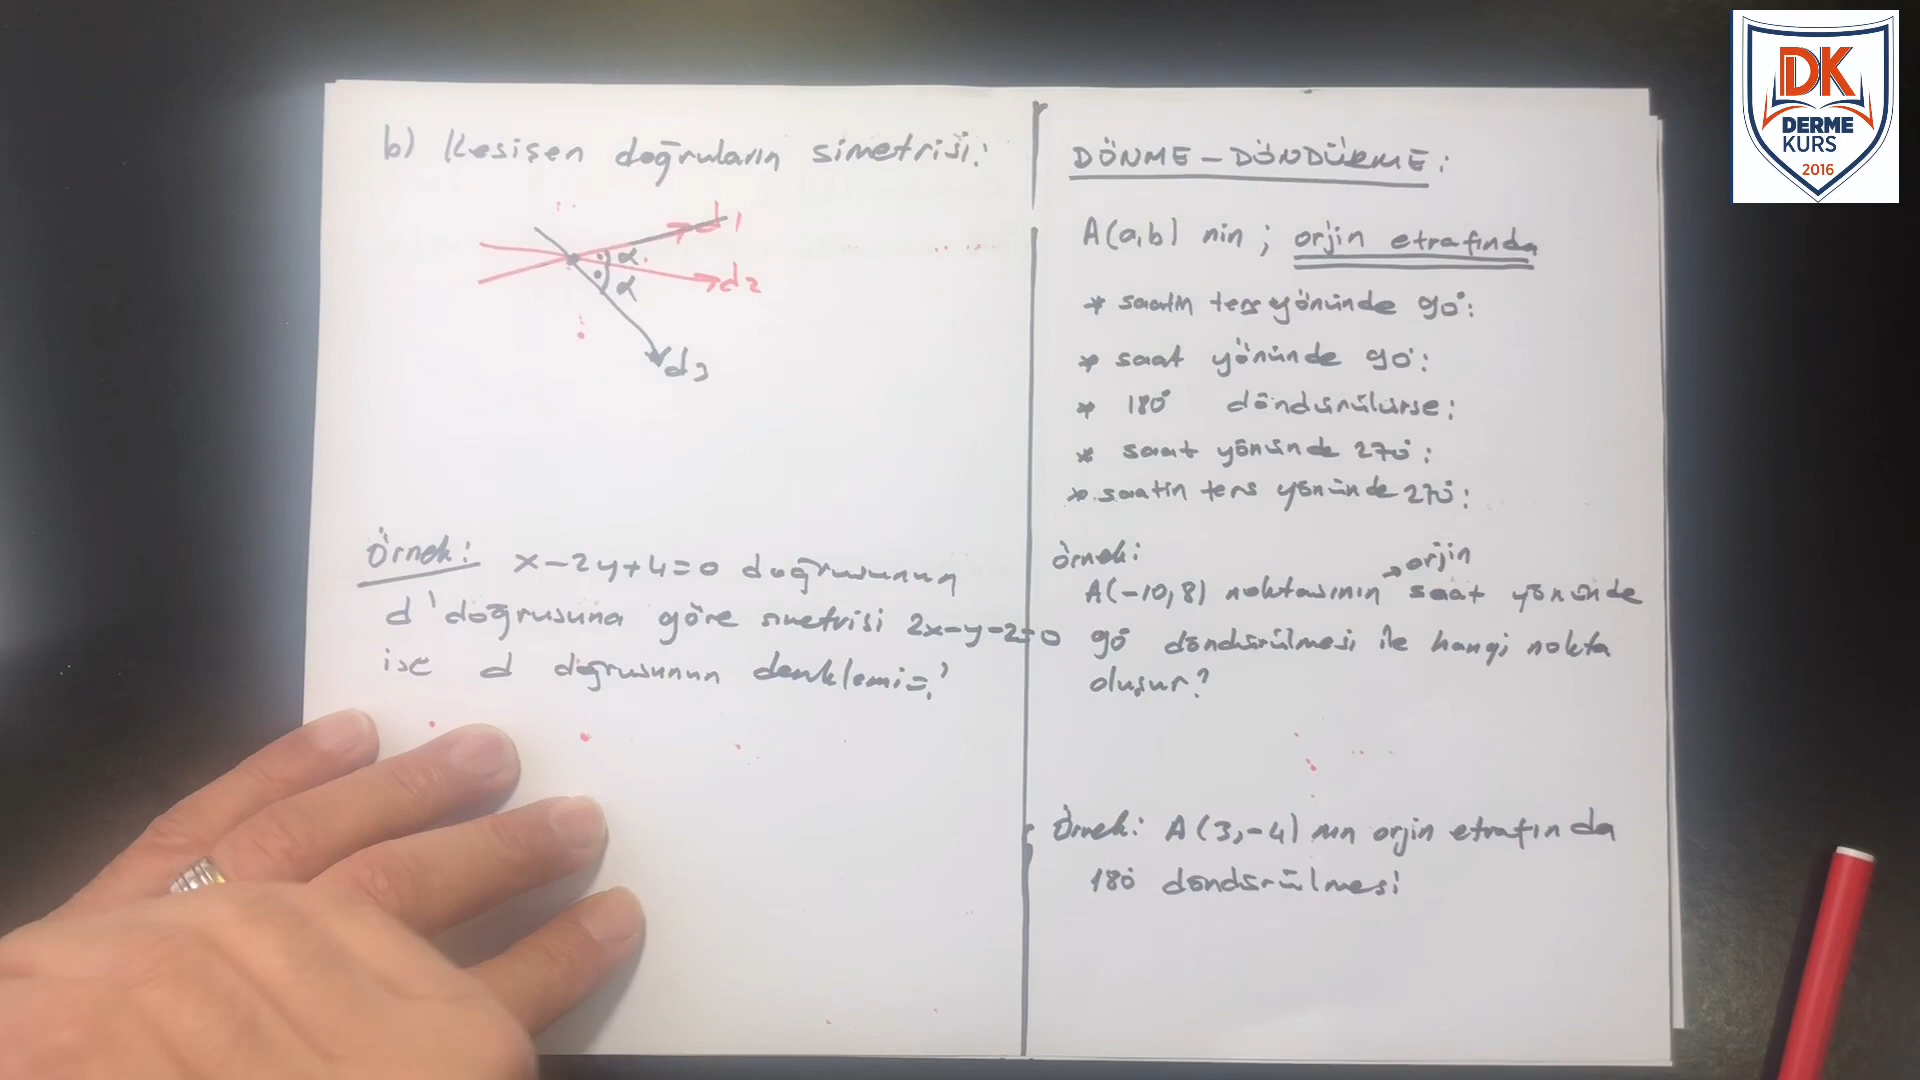 b) Kesişen doğruların simetrisi:
d1
α
α
d2
d3
Örnek: x-2y+4=0 doğrusunun
d doğrusuna göre simetrisi 2x-y-2=0
ise d doğrusunun denklemi=?
DÖNME-DÖNDÜRME:
A(a,b) nin ; orjin etrafında
* saatin ters yönünde 90°:
* saat yönünde 90°:
* 180° döndürülürse:
* saat yönünde 270°:
* saatin ters yönünde 270°:
örnek:
orjin
A(-10,8) noktasının → saat yönünde
90° döndürülmesi ile hangi nokta
oluşur?
Örnek: A(3,-4) nın orjin etrafında
180° döndürülmesi
DK
DERME
KURS
2016